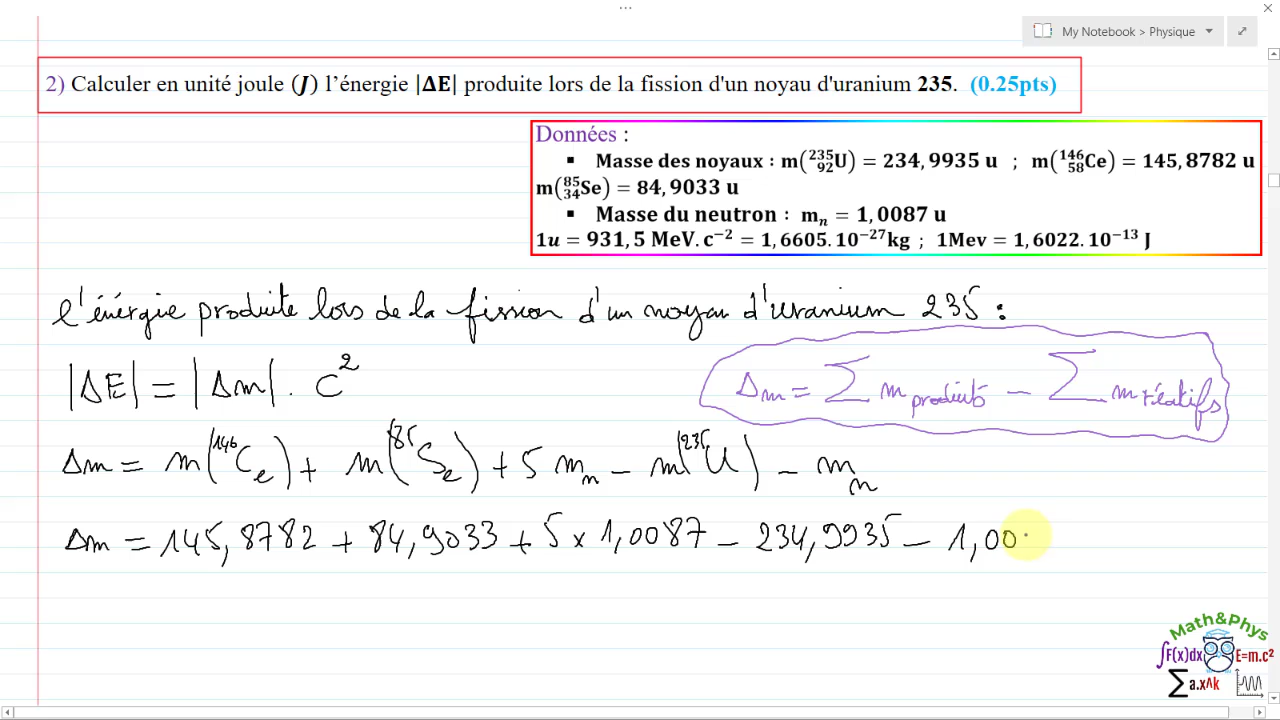 ...
My Notebook > Physique
2) Calculer en unité joule (J) l’énergie |ΔE| produite lors de la fission d'un noyau d'uranium 235. (0.25pts)
Données :
▪ Masse des noyaux : m(²³⁵₉₂U) = 234,9935 u ; m(¹⁴⁶₅₈Ce) = 145,8782 u
m(⁸⁵₃₄Se) = 84,9033 u
▪ Masse du neutron : mₙ = 1,0087 u
1u = 931,5 MeV.c⁻² = 1,6605.10⁻²⁷kg ; 1Mev = 1,6022.10⁻¹³ J
l'énérgie produite lors de la fission d'un noyau d'uranium 235 :
|ΔE| = |Δm| . C²
Δm = Σ m produits − Σ m réatifs
Δm = m(¹⁴⁶Ce) + m(⁸⁵Se) + 5 mₙ − m(²³⁵U) − mₙ
Δm = 145,8782 + 84,9033 + 5 × 1,0087 − 234,9935 − 1,00
Math&Phys
∫F(x)dx E=m.c²
Σ a.x^k